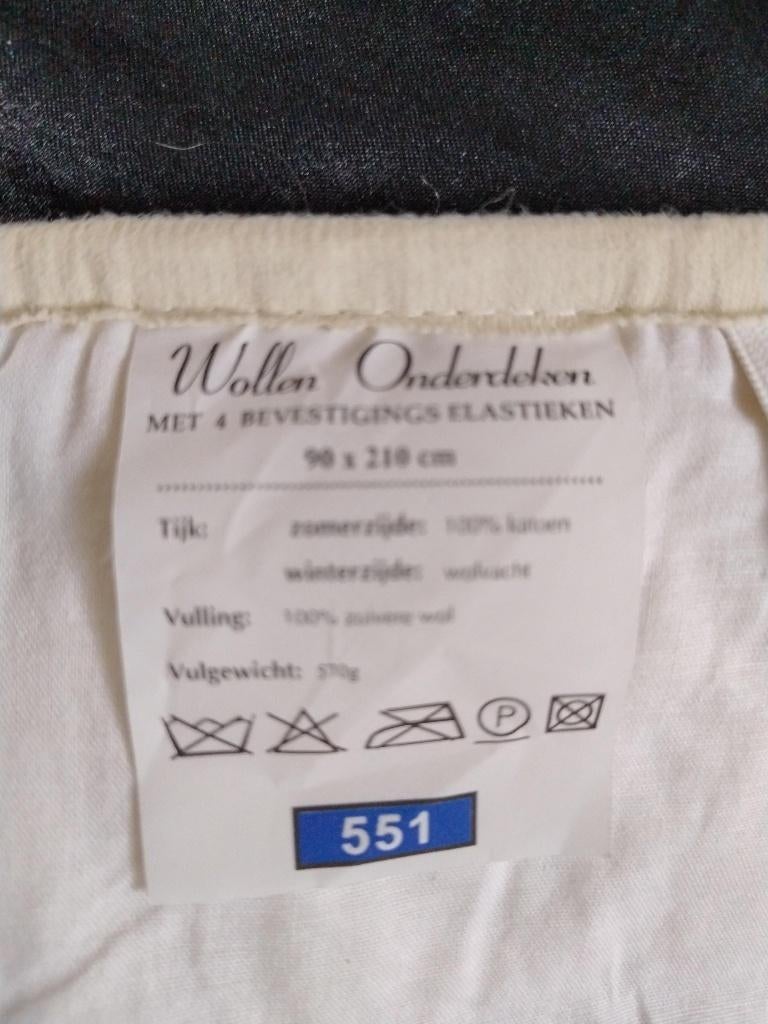 Wollen Onderdeken
MET 4 BEVESTIGINGS ELASTIEKEN
90 x 210 cm
Tijk: zomerzijde: 100% katoen
winterzijde: wolvacht
Vulling: 100% zuivere wol
Vulgewicht: 570g
P
551